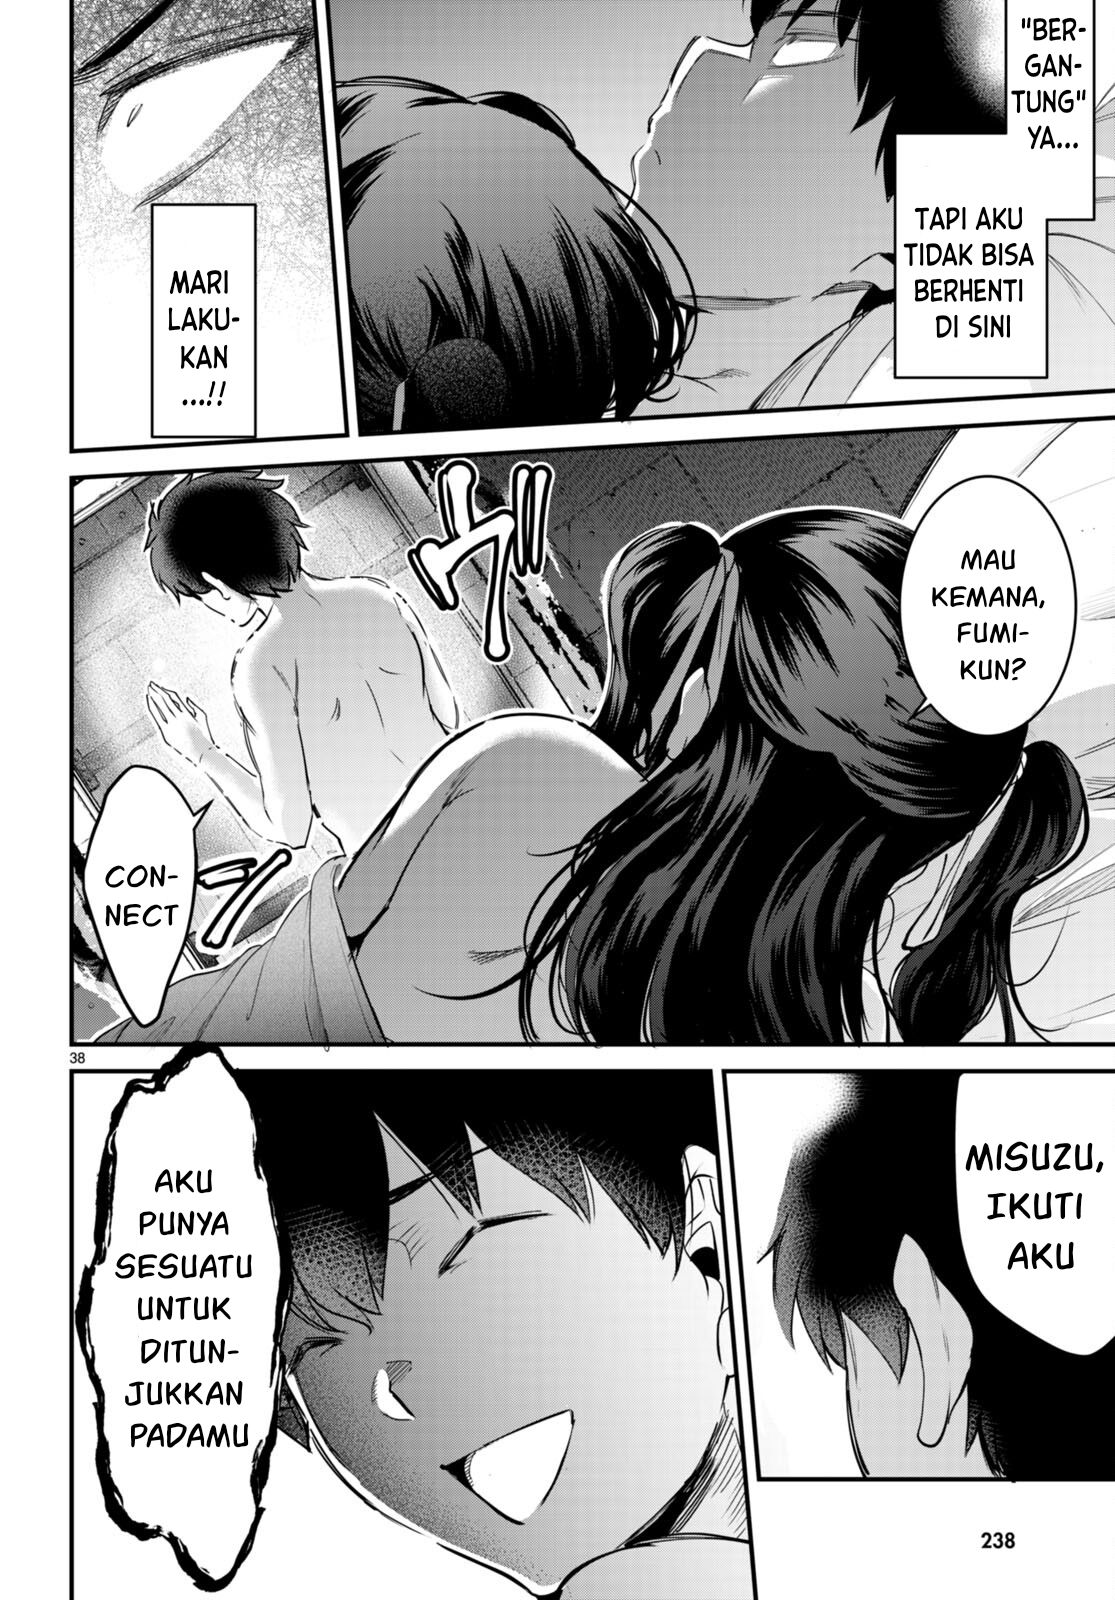 "BER-
GAN-
TUNG"
YA...
TAPI AKU
TIDAK BISA
BERHENTI
DI SINI
MARI
LAKU-
KAN
...!!
MAU
KEMANA,
FUMI-
KUN?
CON-
NECT
38
MISUZU,
IKUTI
AKU
AKU
PUNYA
SESUATU
UNTUK
DITUN-
JUKKAN
PADAMU
238